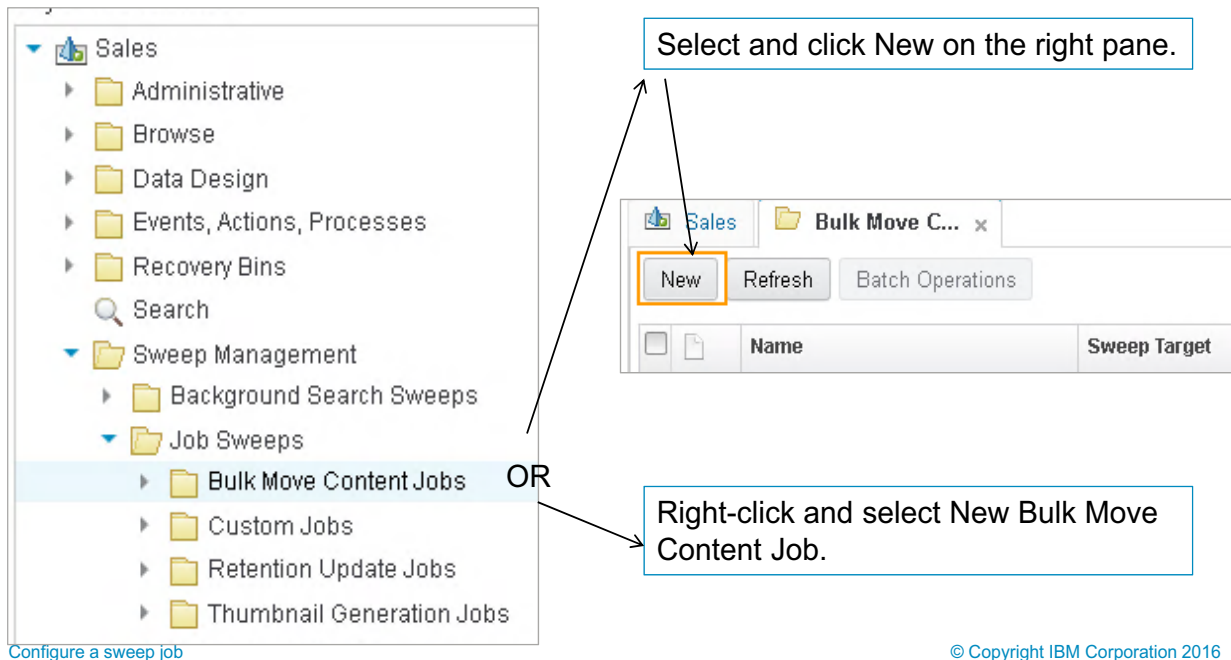 Sales
Administrative
Browse
Data Design
Events, Actions, Processes
Recovery Bins
Search
Sweep Management
Background Search Sweeps
Job Sweeps
Bulk Move Content Jobs
Custom Jobs
Retention Update Jobs
Thumbnail Generation Jobs
OR
Select and click New on the right pane.
Sales Bulk Move C... x
New Refresh Batch Operations
Name Sweep Target
Right-click and select New Bulk Move
Content Job.
Configure a sweep job
© Copyright IBM Corporation 2016